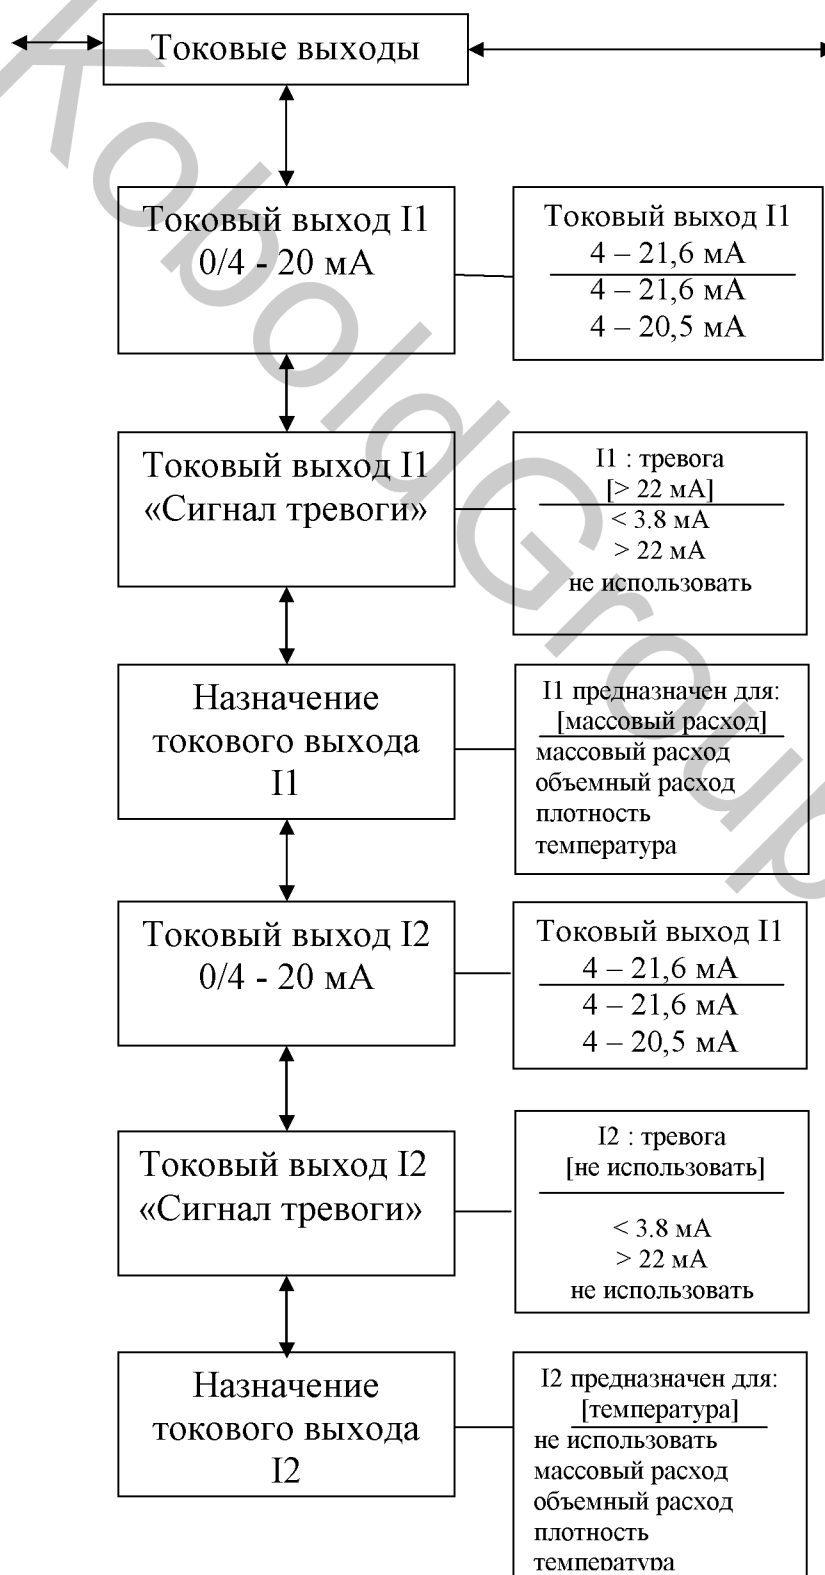 Токовые выходы
Токовый выход I1
0/4 - 20 мА
Токовый выход I1
4 – 21,6 мА
4 – 21,6 мА
4 – 20,5 мА
Токовый выход I1
«Сигнал тревоги»
I1 : тревога
[> 22 мА]
< 3.8 мА
> 22 мА
не использовать
Назначение
токового выхода
I1
I1 предназначен для:
[массовый расход]
массовый расход
объемный расход
плотность
температура
Токовый выход I2
0/4 - 20 мА
Токовый выход I1
4 – 21,6 мА
4 – 21,6 мА
4 – 20,5 мА
Токовый выход I2
«Сигнал тревоги»
I2 : тревога
[не использовать]
< 3.8 мА
> 22 мА
не использовать
Назначение
токового выхода
I2
I2 предназначен для:
[температура]
не использовать
массовый расход
объемный расход
плотность
температура
KoboldGroup